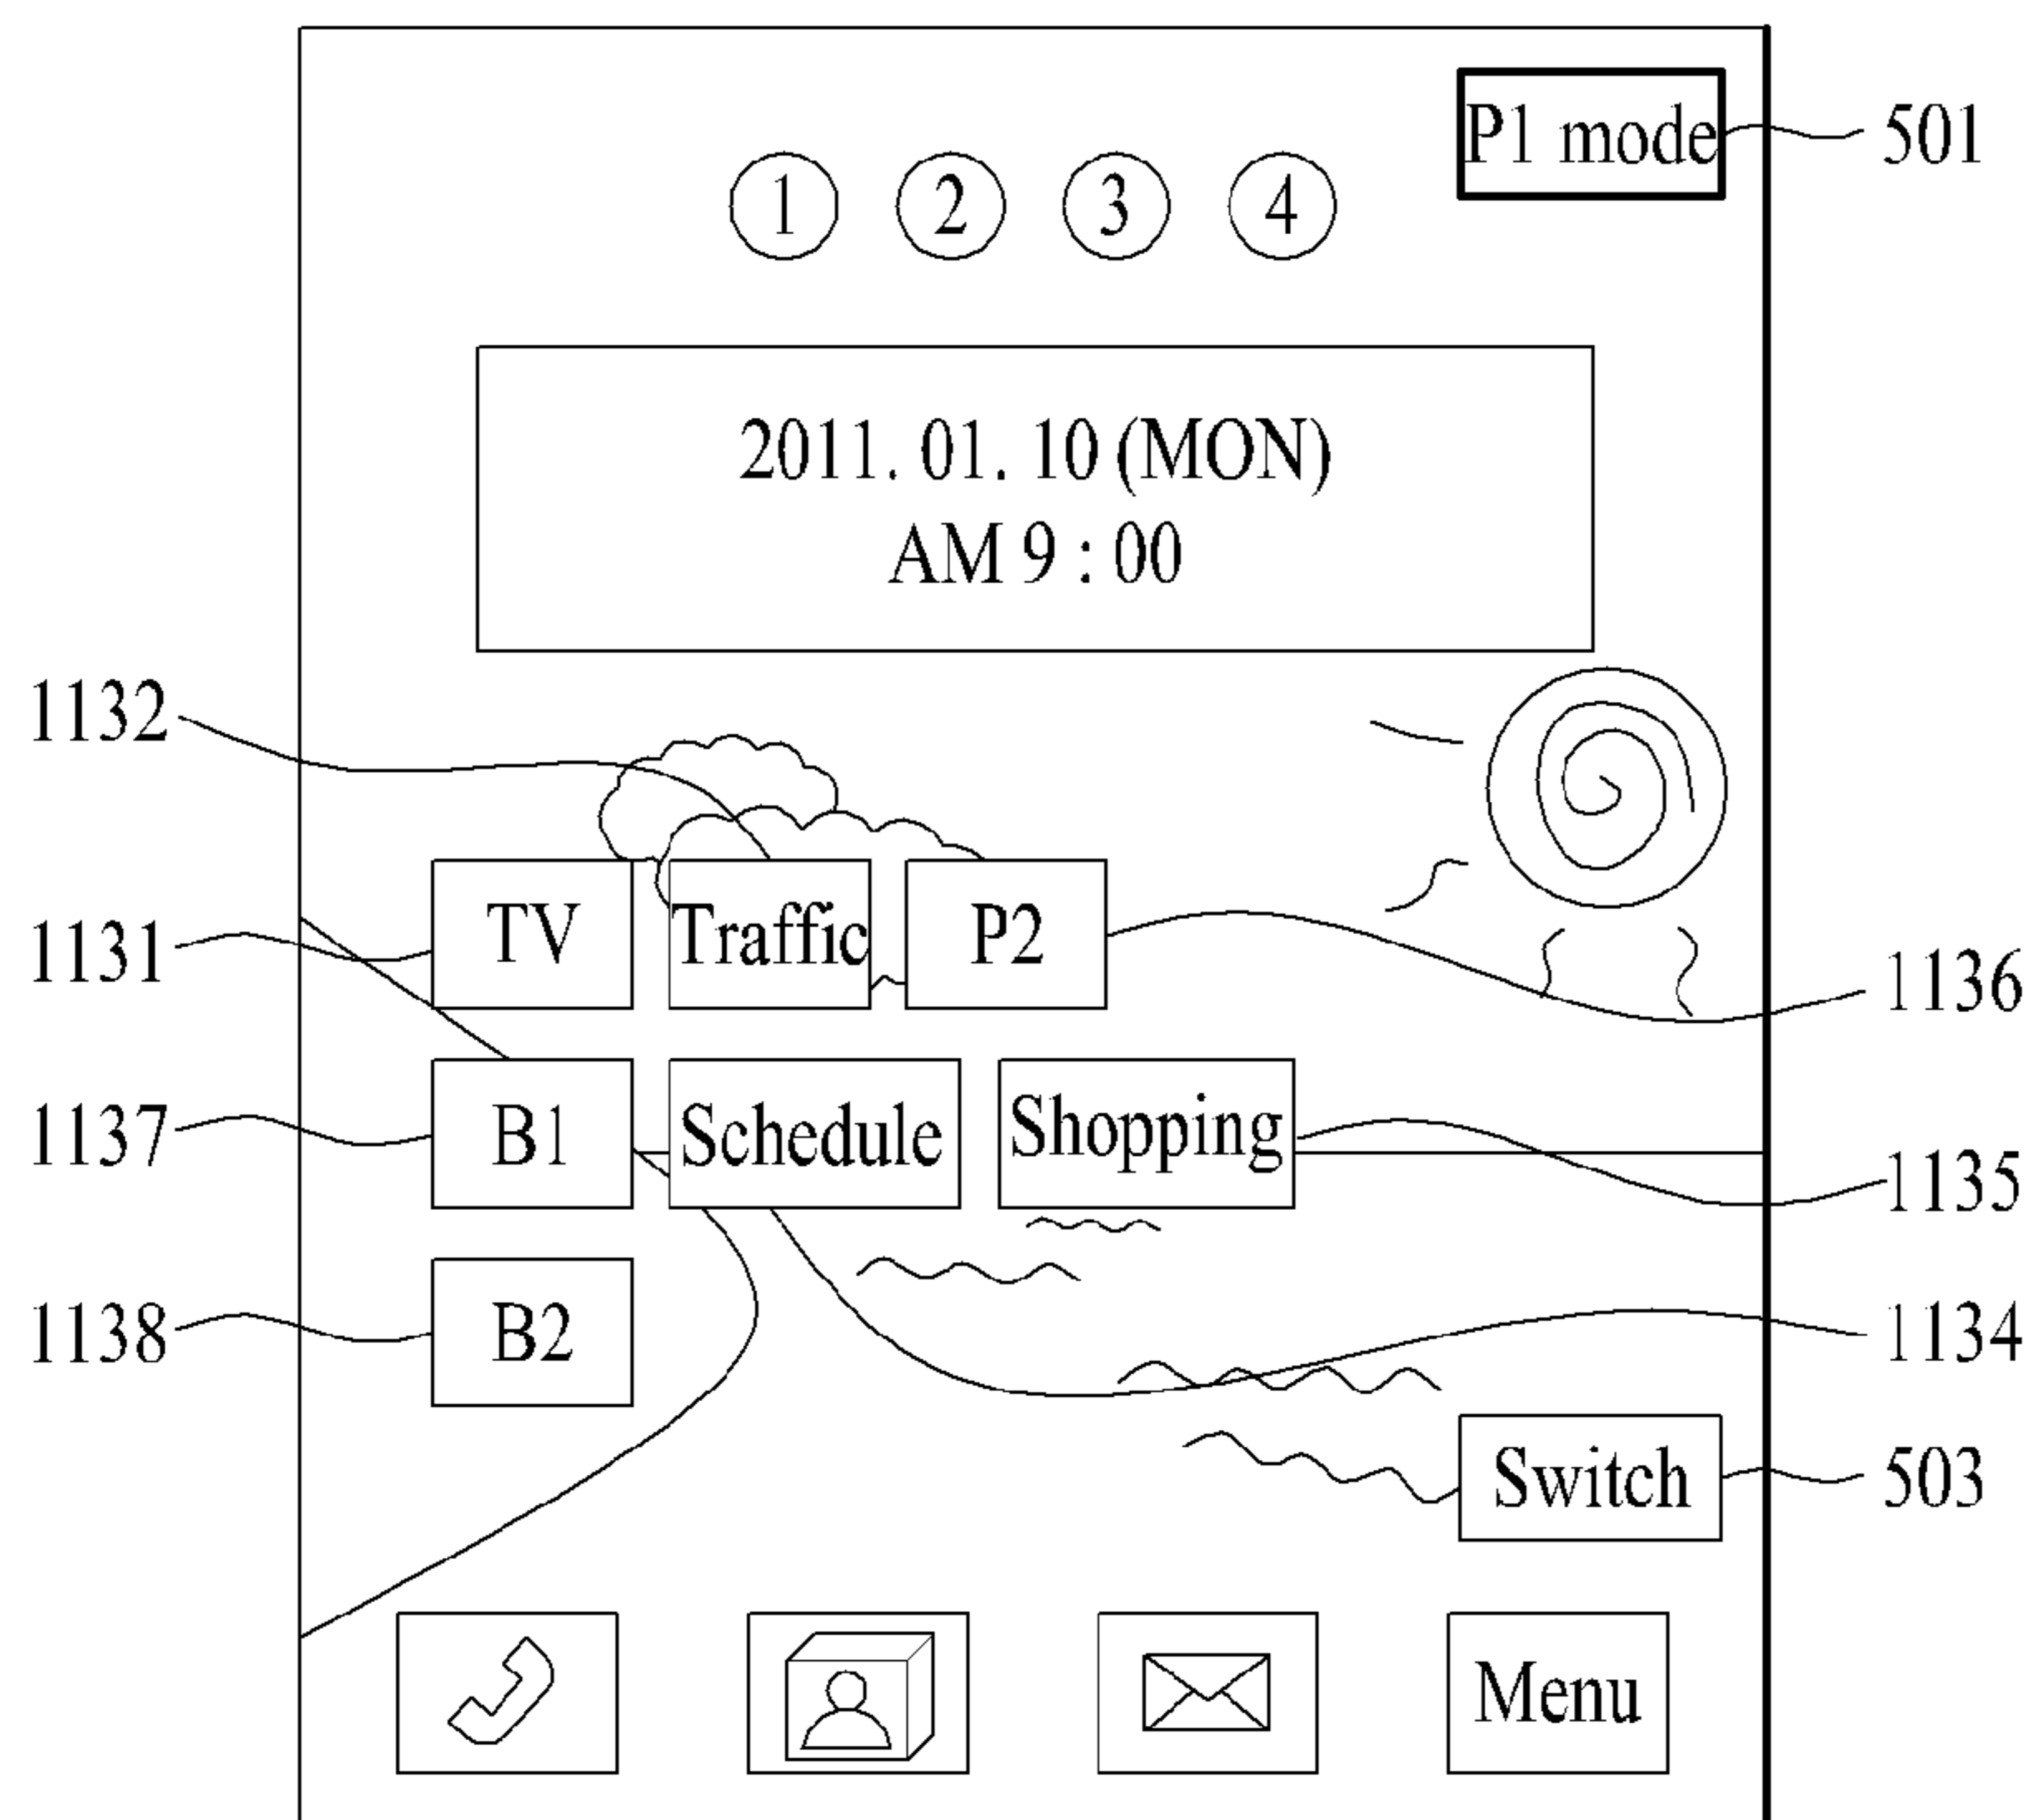 P1 mode 501
1 2 3 4
2011. 01. 10 (MON)
AM 9 : 00
1132
TV Traffic P2
1131
1136
1137 B1 Schedule Shopping
1135
1138 B2 1134
Switch 503
Menu